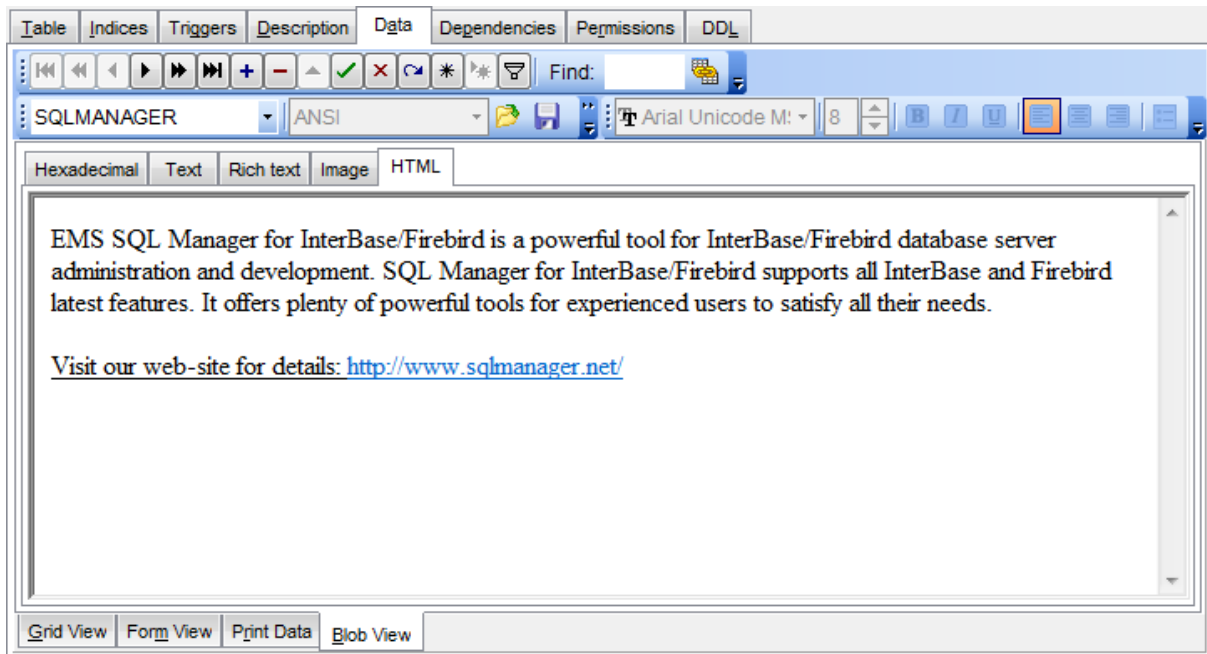 Table Indices Triggers Description Data Dependencies Permissions DDL
Find:
SQLMANAGER ANSI Arial Unicode M 8 B I U
Hexadecimal Text Rich text Image HTML
EMS SQL Manager for InterBase/Firebird is a powerful tool for InterBase/Firebird database server
administration and development. SQL Manager for InterBase/Firebird supports all InterBase and Firebird
latest features. It offers plenty of powerful tools for experienced users to satisfy all their needs.
Visit our web-site for details: http://www.sqlmanager.net/
Grid View Form View Print Data Blob View